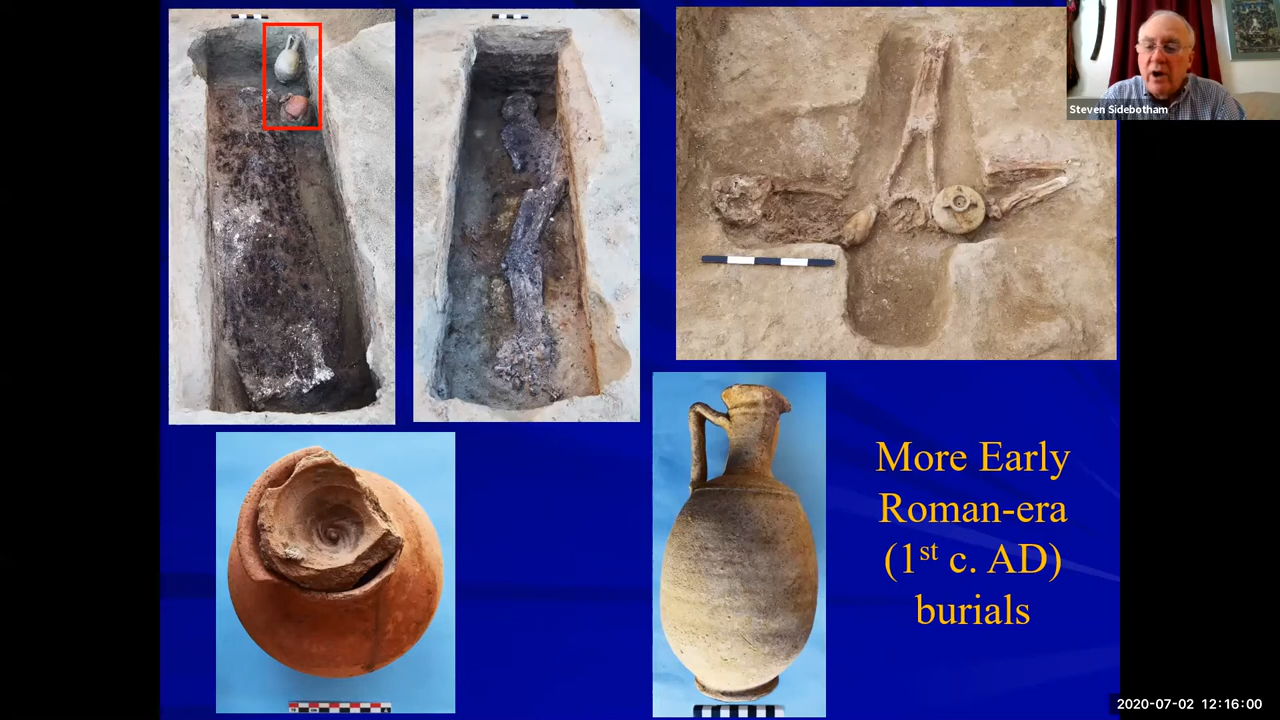 Steven Sidebotham
More Early
Roman-era
(1st c. AD)
burials
2020-07-02 12:16:00